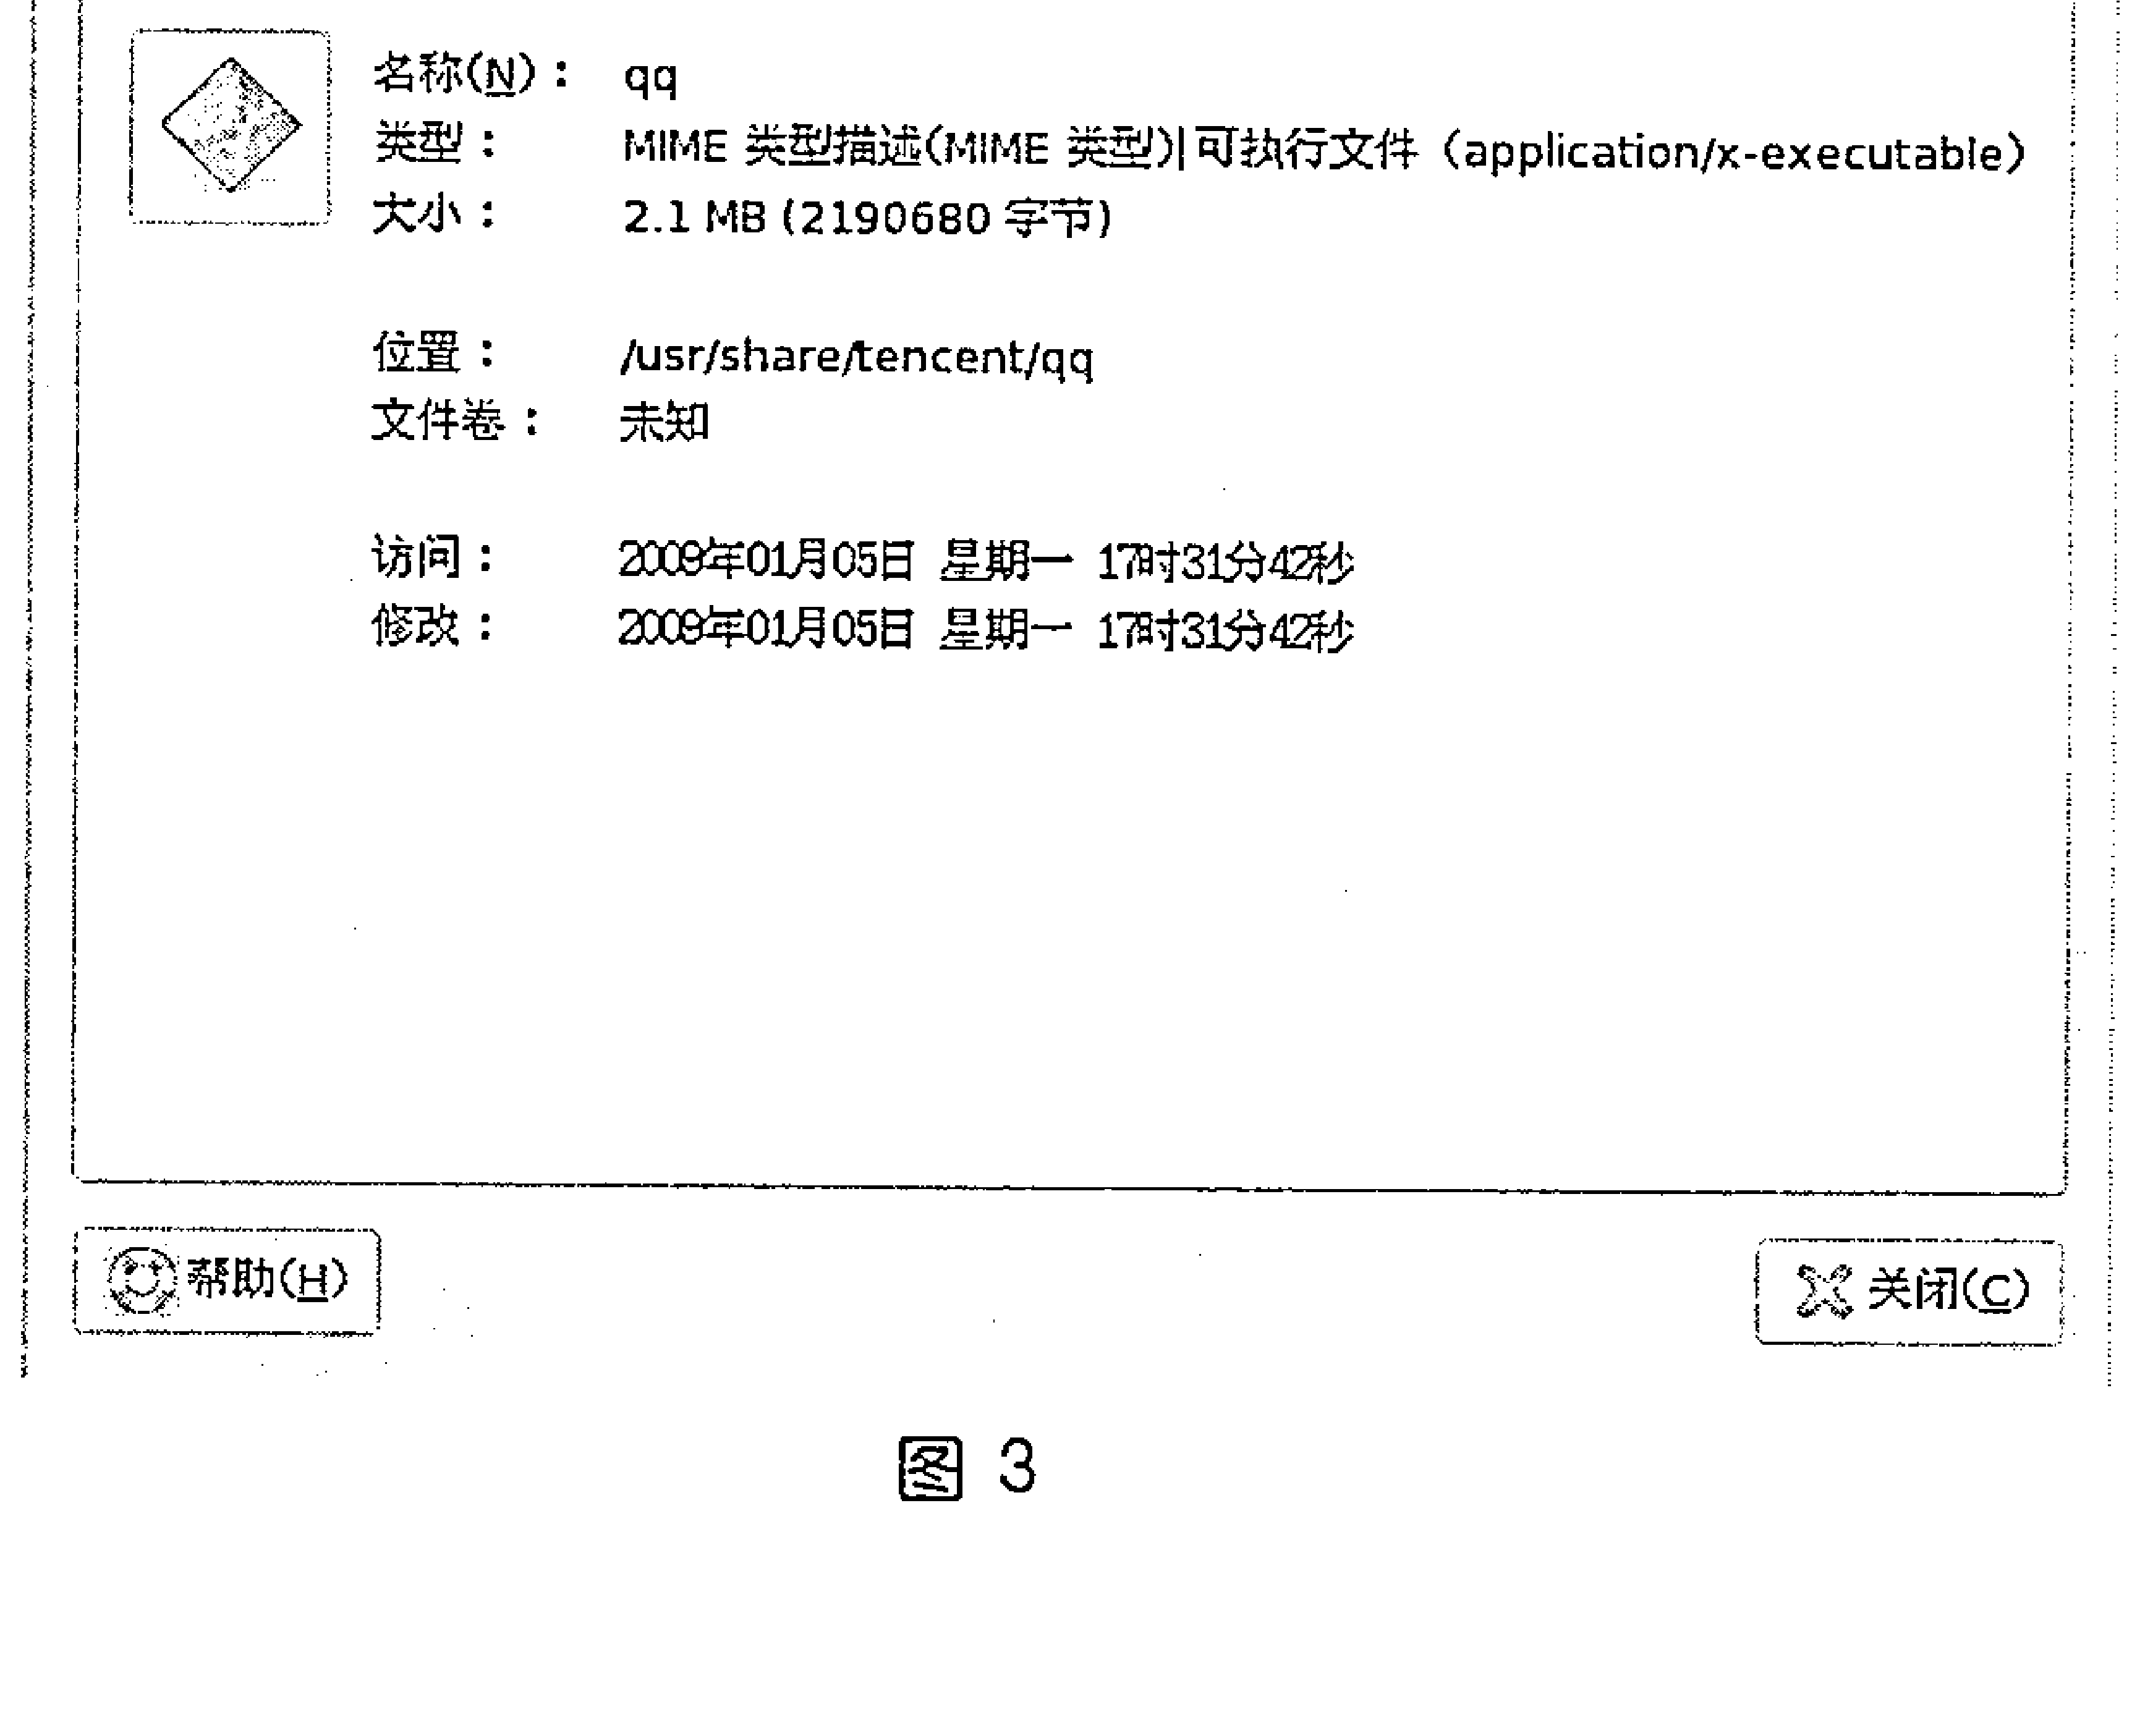 名称(N)： qq
类型： MIME 类型描述(MIME 类型)|可执行文件（application/x-executable）
大小： 2.1 MB (2190680 字节)
位置： /usr/share/tencent/qq
文件卷： 未知
访问： 2009年01月05日 星期一 17时31分42秒
修改： 2009年01月05日 星期一 17时31分42秒
帮助(H) 关闭(C)
图 3